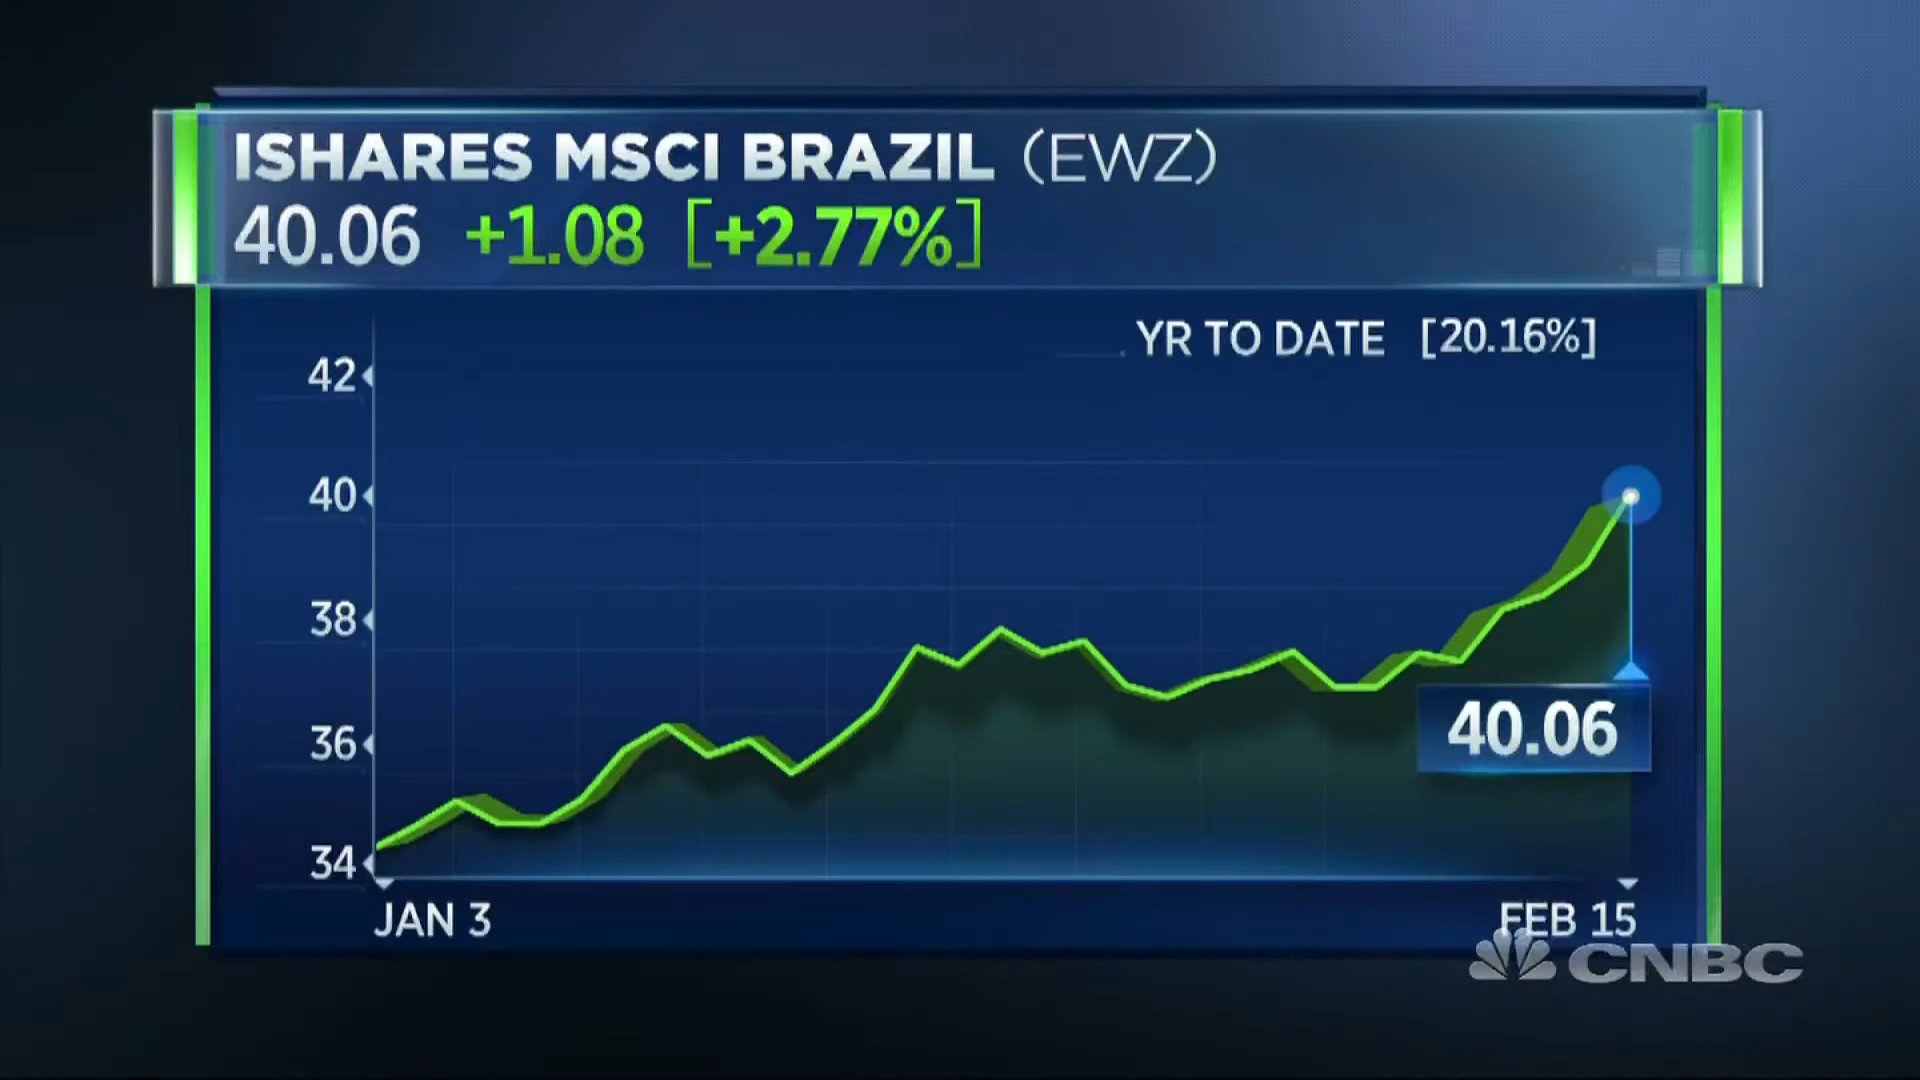 ISHARES MSCI BRAZIL (EWZ)
40.06 +1.08 [+2.77%]
YR TO DATE [20.16%]
42
40
38
36
34
40.06
JAN 3 FEB 15
CNBC